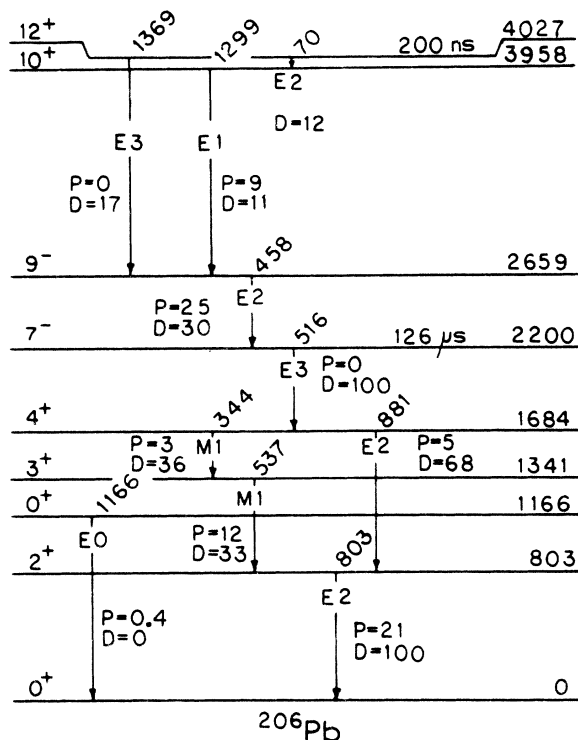 12+ 1369 1299 70 200 ns 4027
10+ 3958
E2
D=12
E3 E1
P=0 P=9
D=17 D=11
9- 458 2659
E2
P=25
D=30
7- 516 126 μs 2200
E3 P=0
D=100
4+ 344 881 1684
P=3 M1 E2 P=5
D=36 537 D=68
3+ 1341
1166 M1
0+ 1166
E0 P=12
D=33 803
2+ 803
E2
P=0.4 P=21
D=0 D=100
0+ 0
206Pb